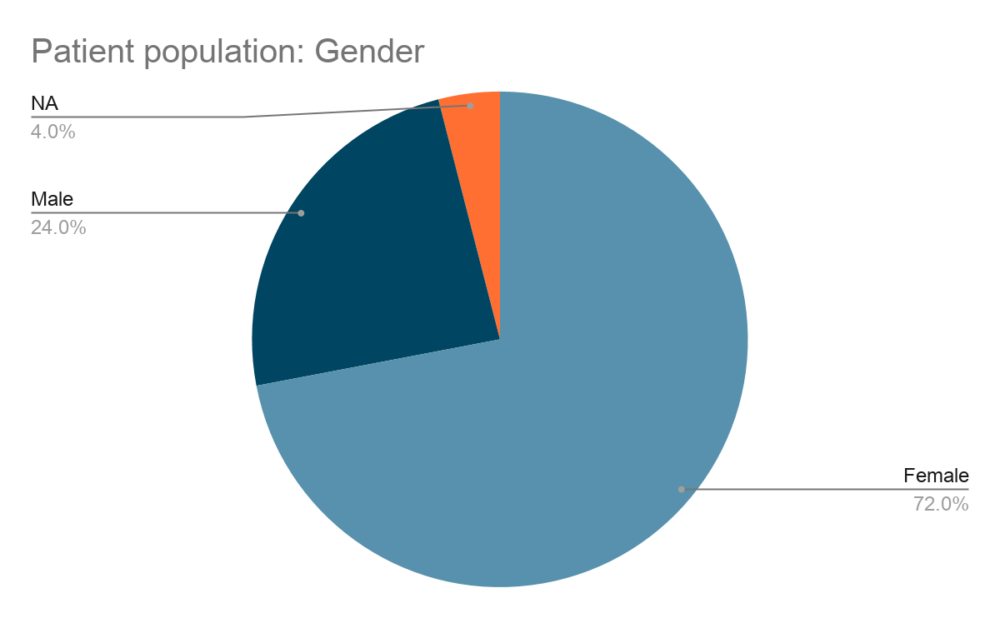 Patient population: Gender
NA
4.0%
Male
24.0%
Female
72.0%